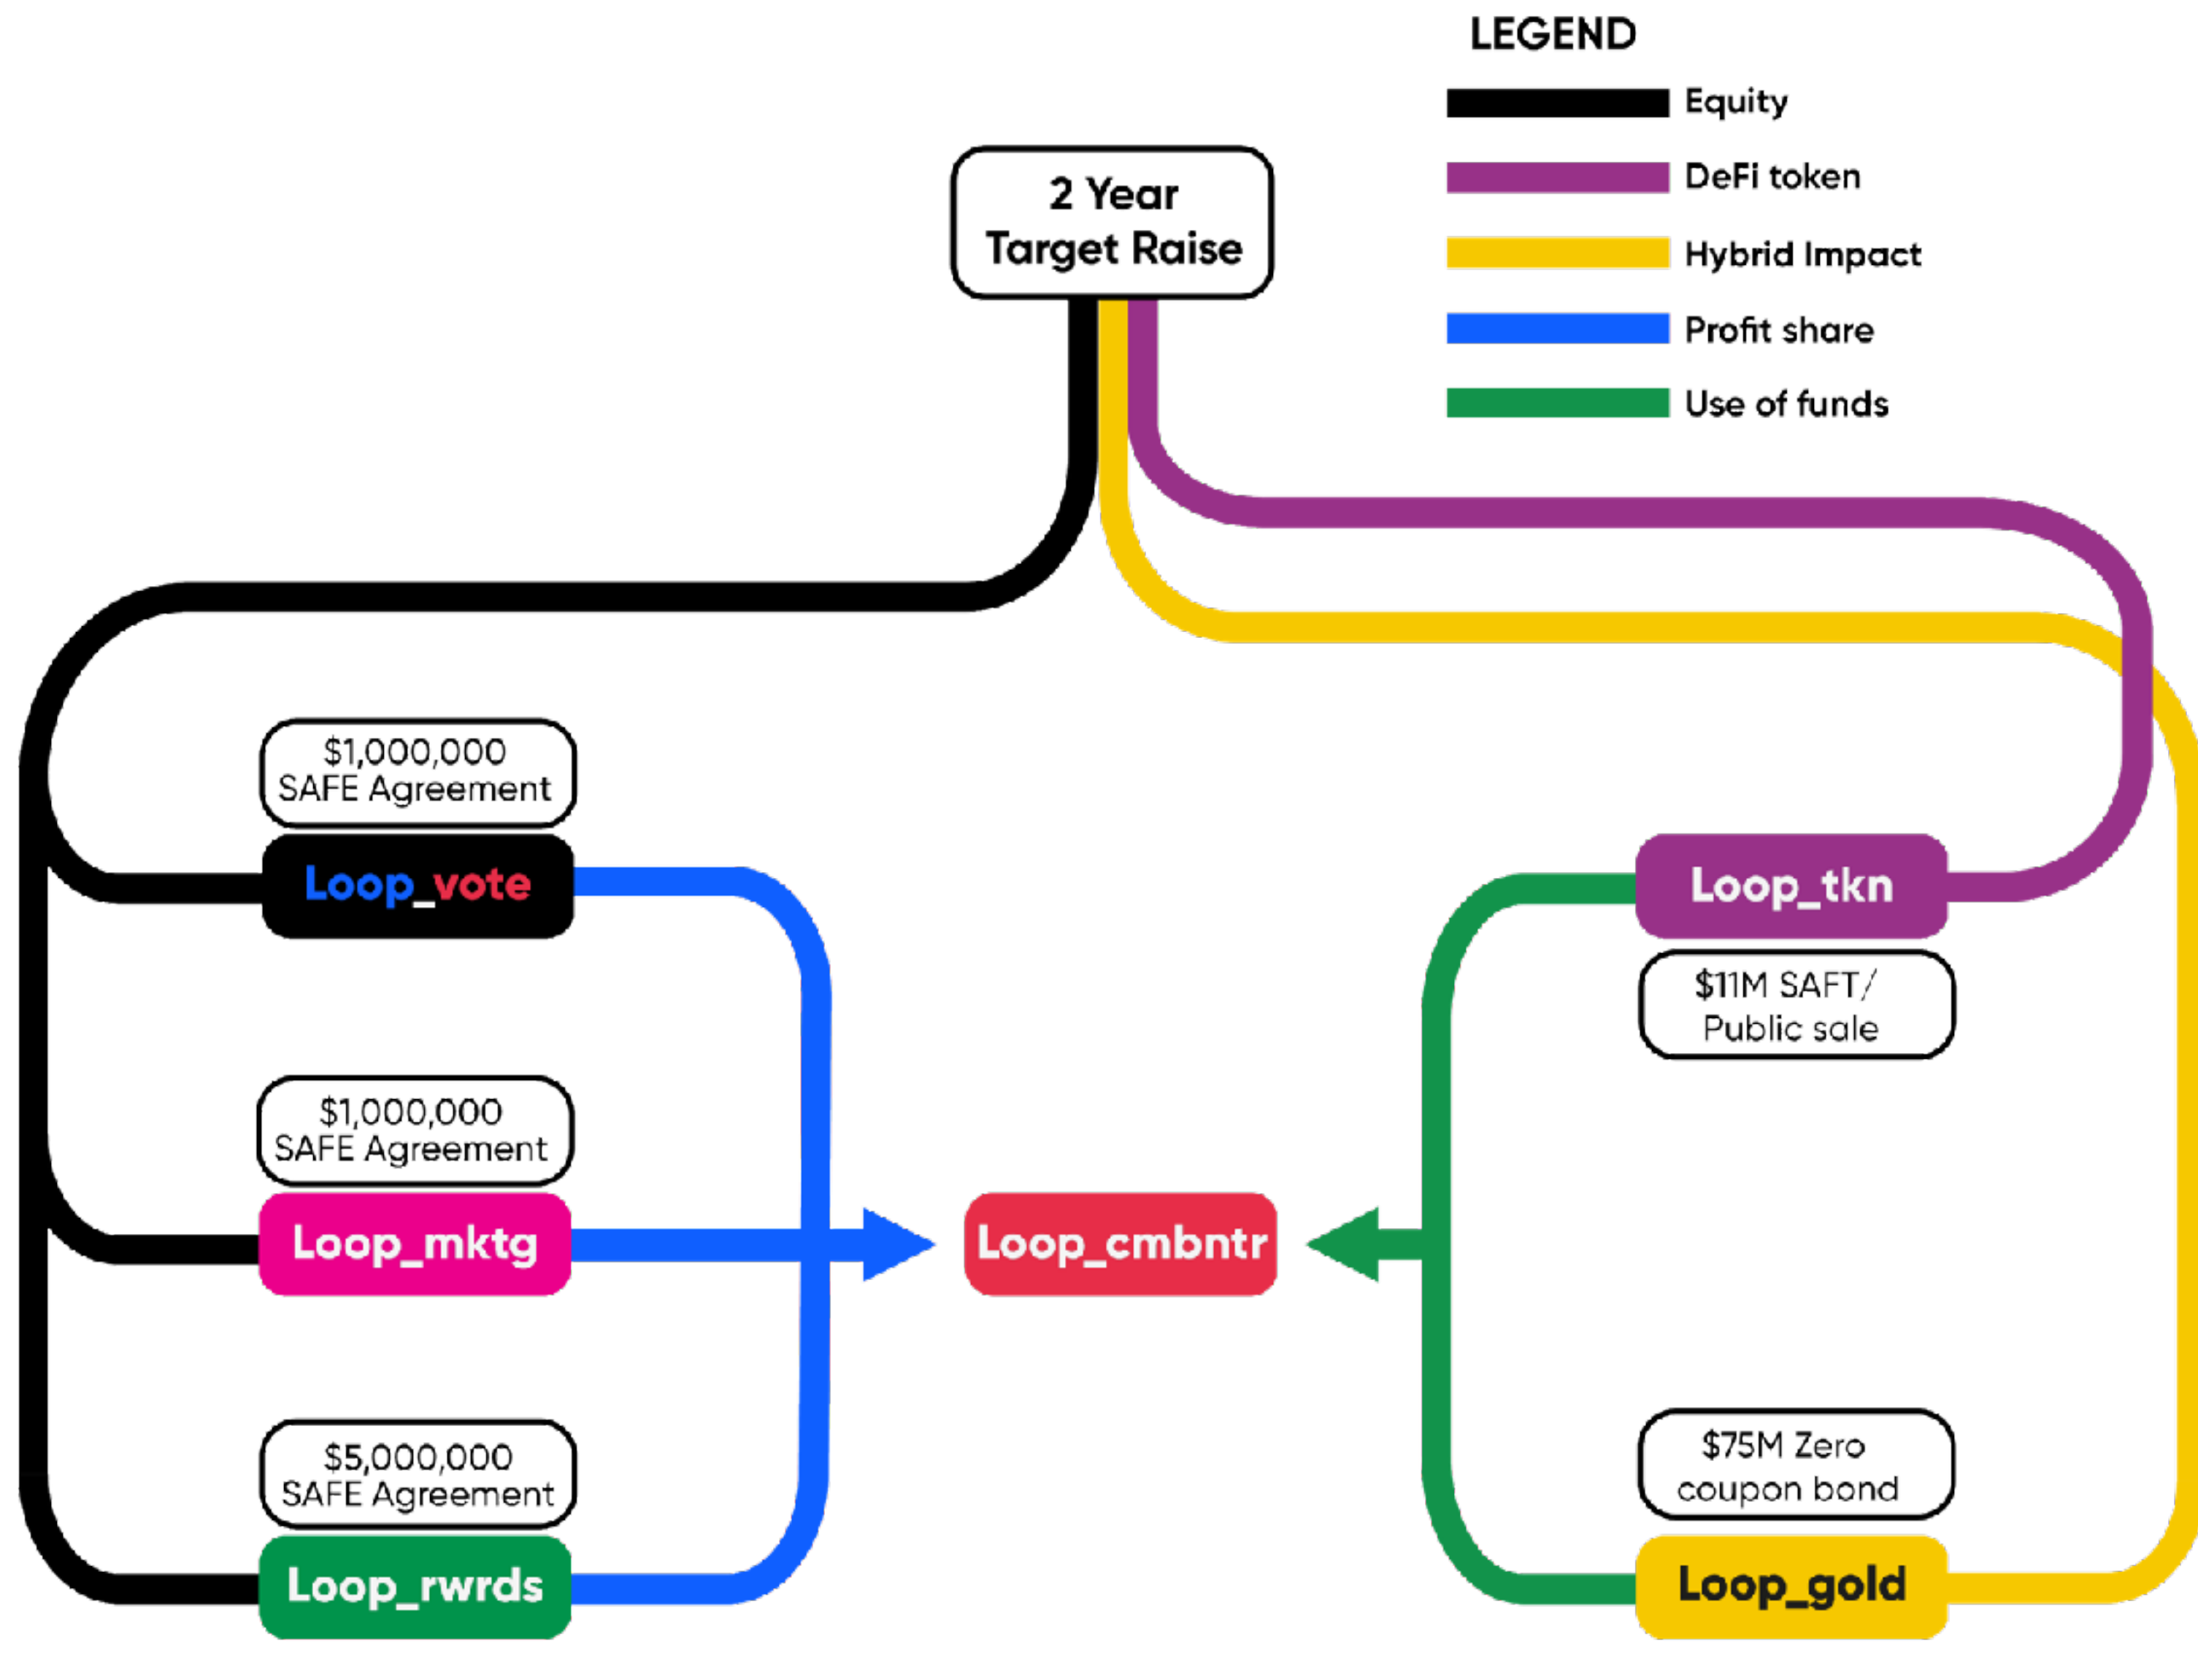 LEGEND
Equity
DeFi token
Hybrid Impact
Profit share
Use of funds
2 Year
Target Raise
$1,000,000
SAFE Agreement
Loop_vote
$1,000,000
SAFE Agreement
Loop_mktg
$5,000,000
SAFE Agreement
Loop_rwrds
Loop_cmbntr
Loop_tkn
$11M SAFT/
Public sale
$75M Zero
coupon bond
Loop_gold